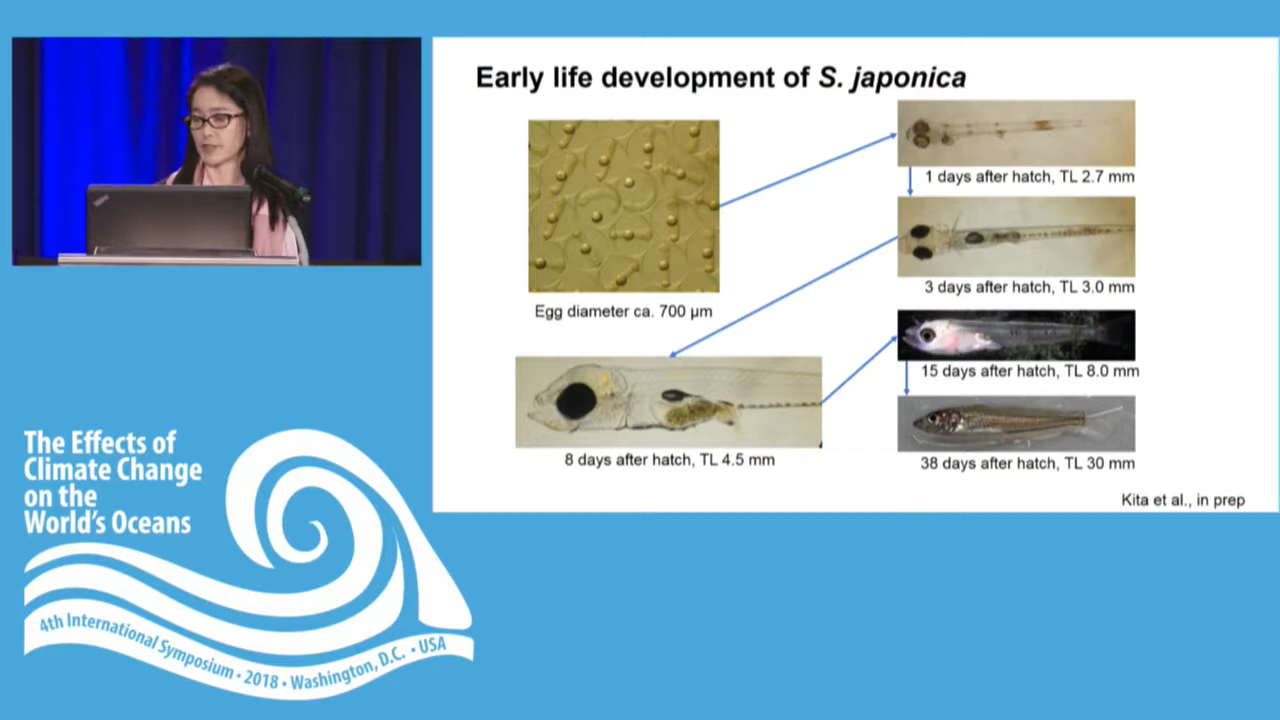 Early life development of S. japonica
Egg diameter ca. 700 µm
1 days after hatch, TL 2.7 mm
3 days after hatch, TL 3.0 mm
8 days after hatch, TL 4.5 mm
15 days after hatch, TL 8.0 mm
38 days after hatch, TL 30 mm
Kita et al., in prep
The Effects of
Climate Change
on the
World's Oceans
4th International Symposium • 2018 • Washington, D.C. • USA